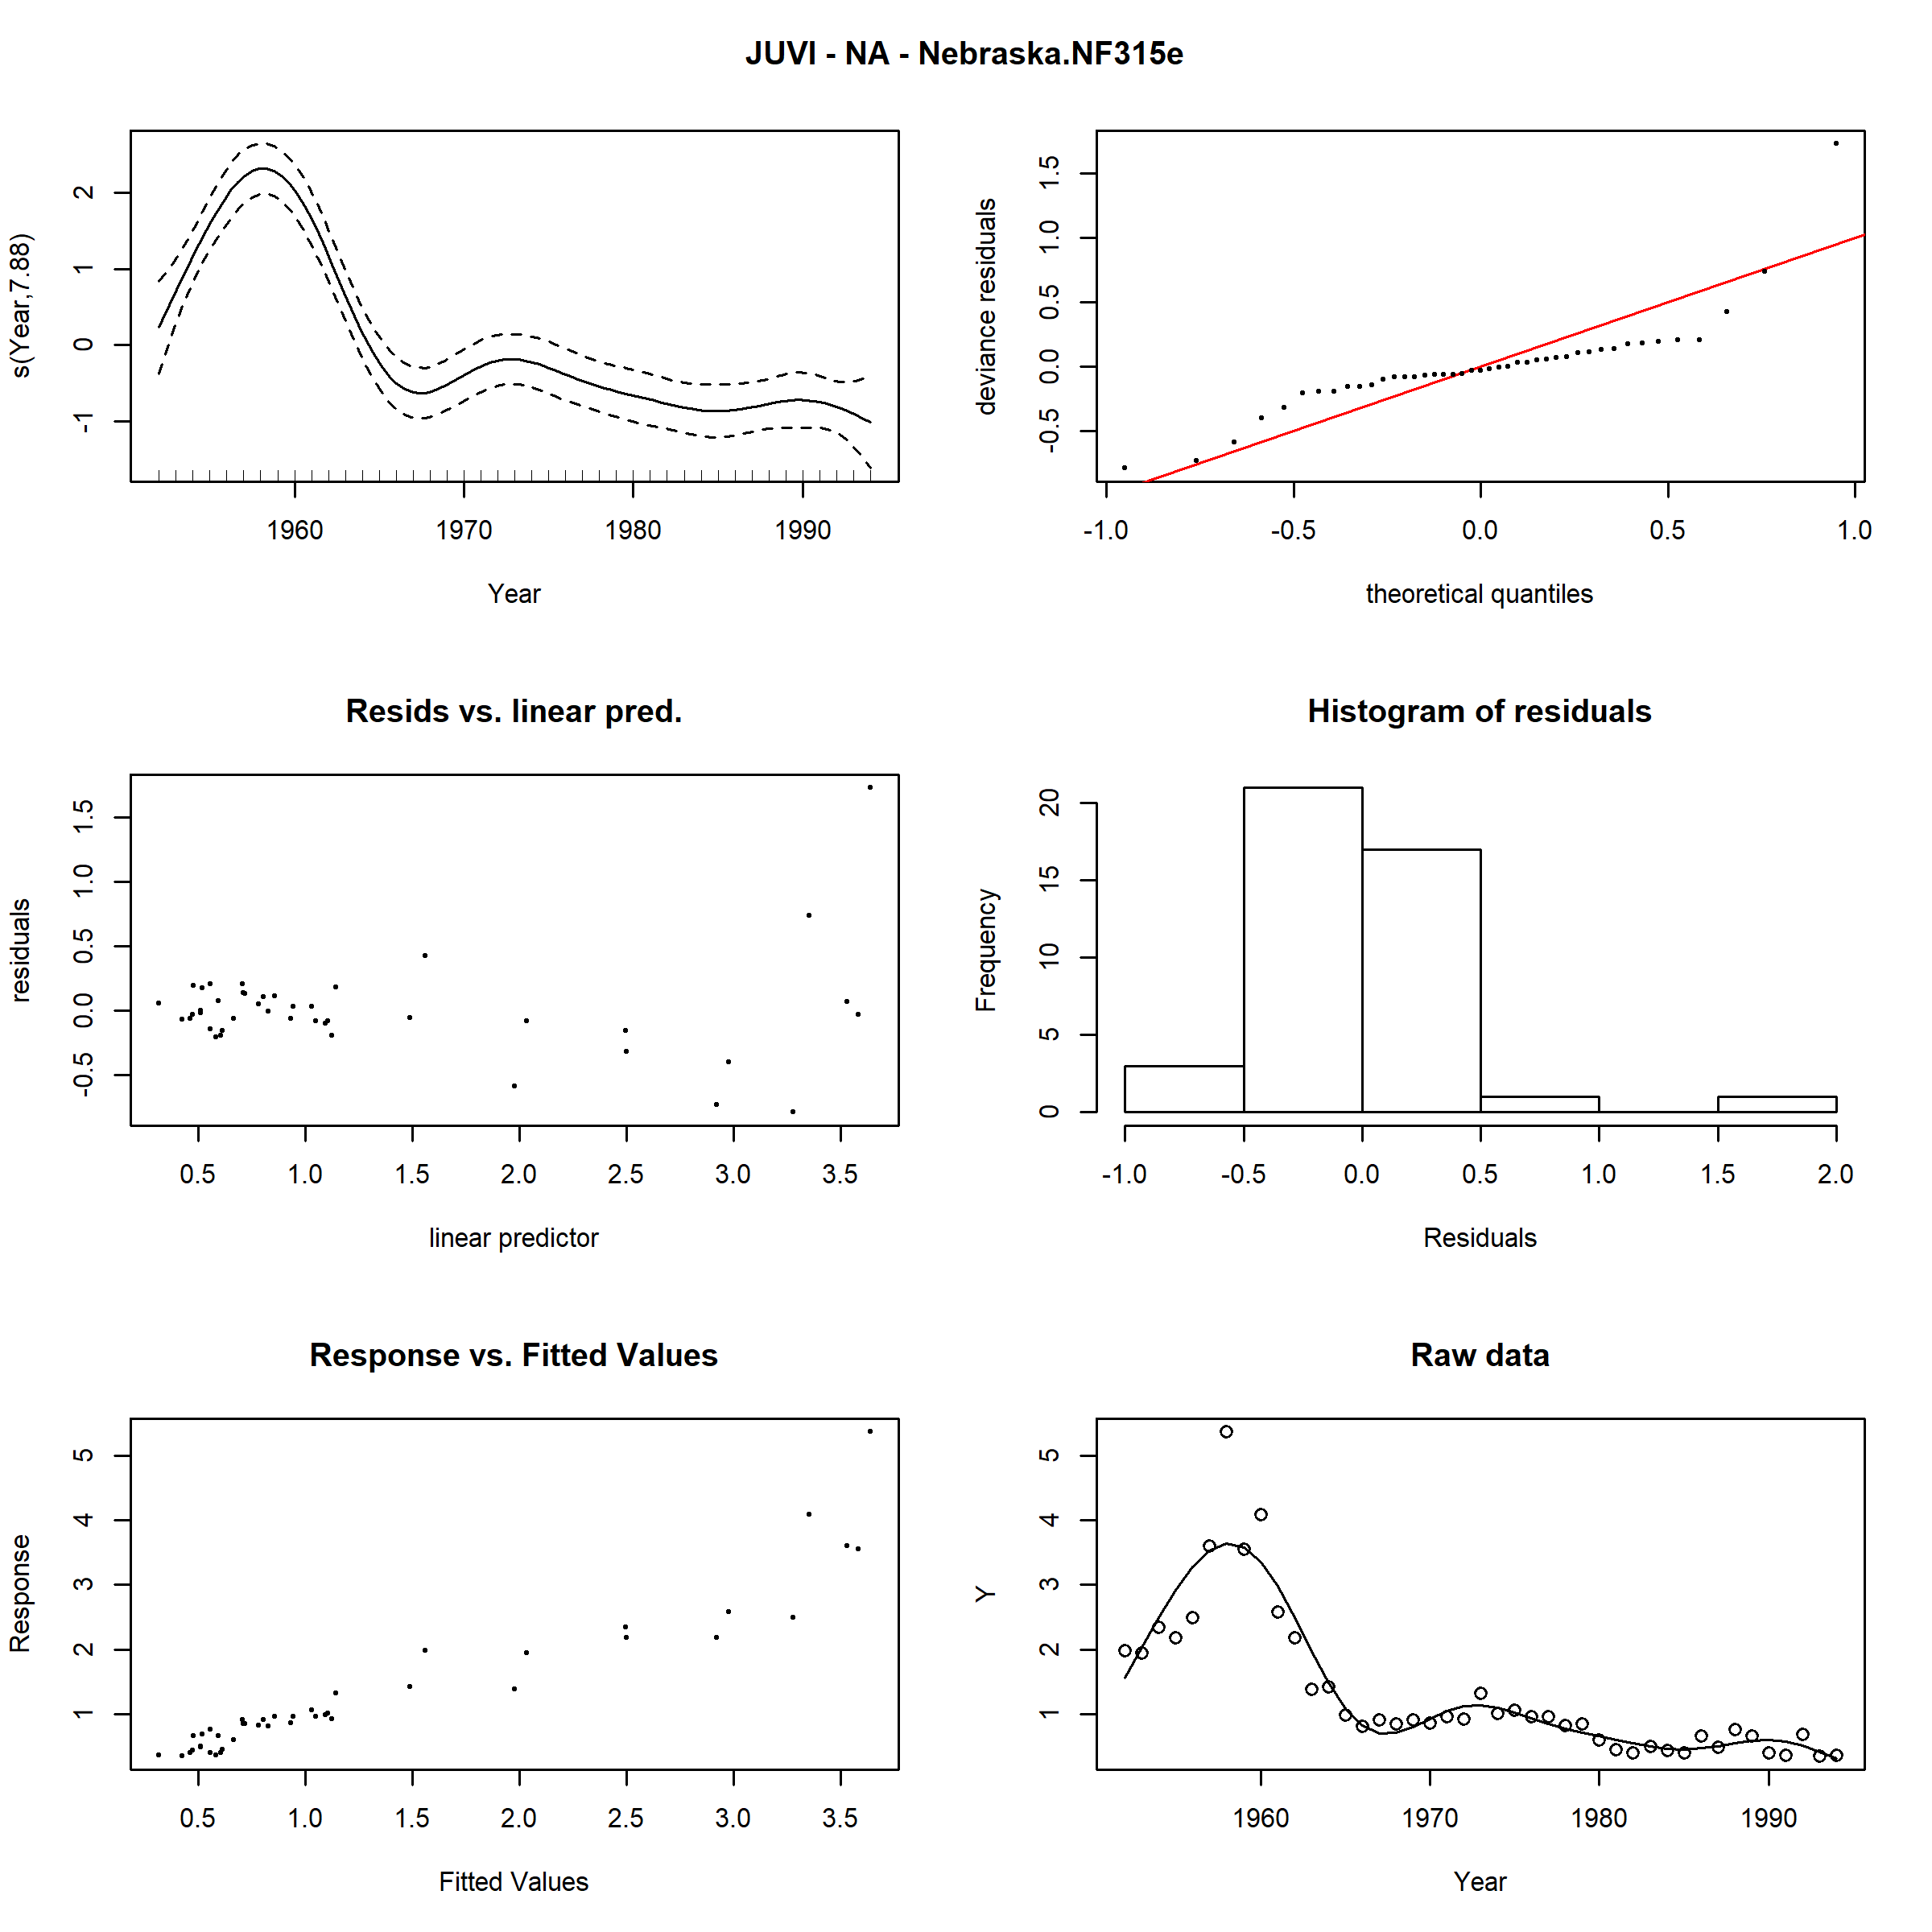 JUVI - NA - Nebraska.NF315e
s(Year,7.88)
2
1
0
-1
1960 1970 1980 1990
Year
deviance residuals
1.5
1.0
0.5
0.0
-0.5
-1.0 -0.5 0.0 0.5 1.0
theoretical quantiles
Resids vs. linear pred.
residuals
1.5
1.0
0.5
0.0
-0.5
0.5 1.0 1.5 2.0 2.5 3.0 3.5
linear predictor
Histogram of residuals
Frequency
20
15
10
5
0
-1.0 -0.5 0.0 0.5 1.0 1.5 2.0
Residuals
Response vs. Fitted Values
Response
5
4
3
2
1
0.5 1.0 1.5 2.0 2.5 3.0 3.5
Fitted Values
Raw data
Y
5
4
3
2
1
1960 1970 1980 1990
Year